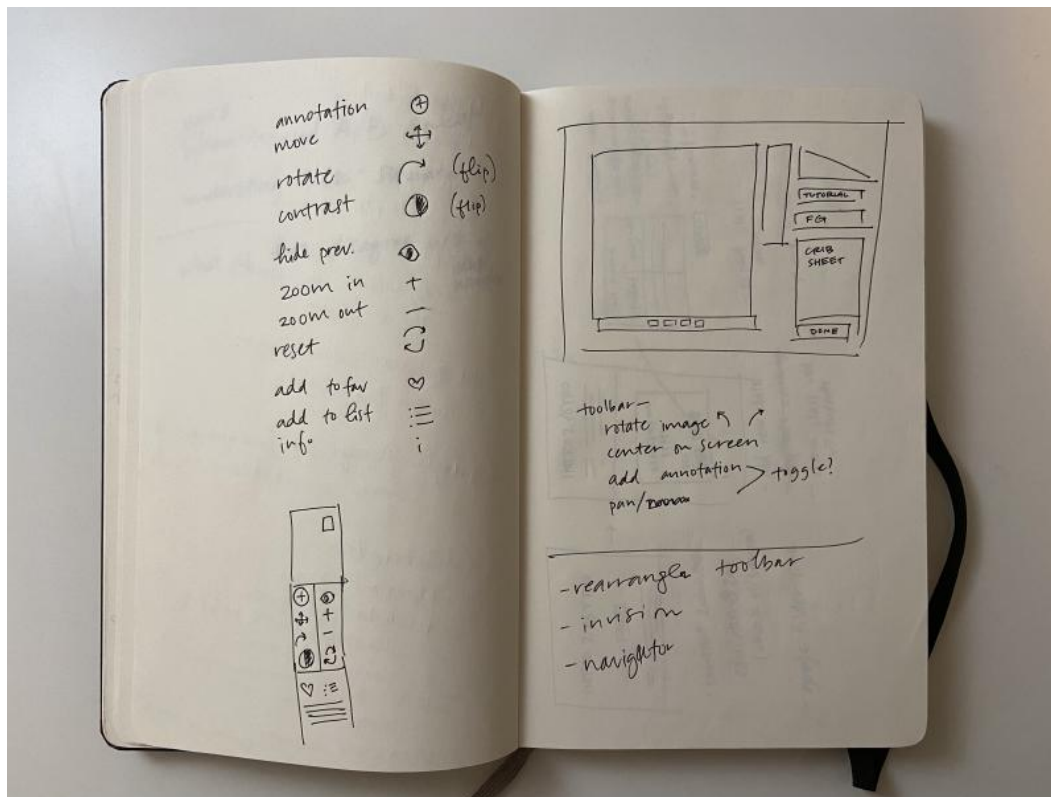 annotation
move
rotate (flip)
contrast (flip)
hide prev.
zoom in +
zoom out –
reset
add to fav
add to list
info i
TUTORIAL
FG
CRIB
SHEET
DONE
toolbar–
rotate image
center on screen
add annotation > toggle?
pan/
- rearrange toolbar
- invision
- navigator